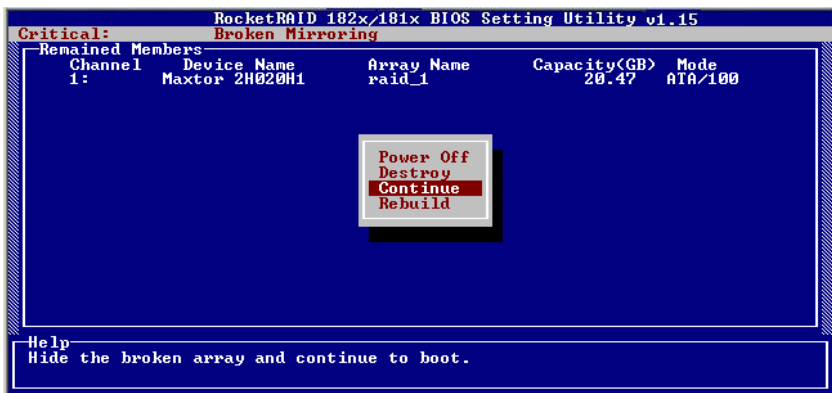 RocketRAID 182x/181x BIOS Setting Utility v1.15
Critical: Broken Mirroring
Remained Members
Channel Device Name Array Name Capacity(GB) Mode
1: Maxtor 2H020H1 raid_1 20.47 ATA/100
Power Off
Destroy
Continue
Rebuild
Help
Hide the broken array and continue to boot.